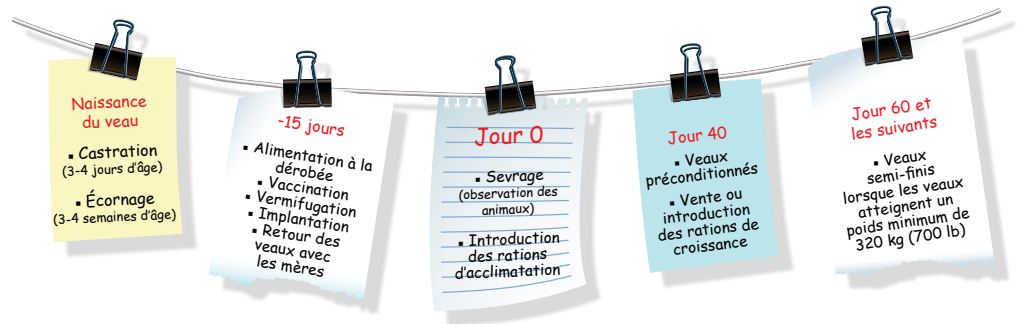 Naissance
du veau
▪ Castration
(3-4 jours d’âge)
▪ Écornage
(3-4 semaines d’âge)
-15 jours
▪ Alimentation à la
dérobée
▪ Vaccination
▪ Vermifugation
▪ Implantation
▪ Retour des
veaux avec
les mères
Jour 0
▪ Sevrage
(observation des
animaux)
▪ Introduction
des rations
d’acclimatation
Jour 40
▪ Veaux
préconditionnés
▪ Vente ou
introduction
des rations de
croissance
Jour 60 et
les suivants
▪ Veaux
semi-finis
lorsque les veaux
atteignent un
poids minimum de
320 kg (700 lb)